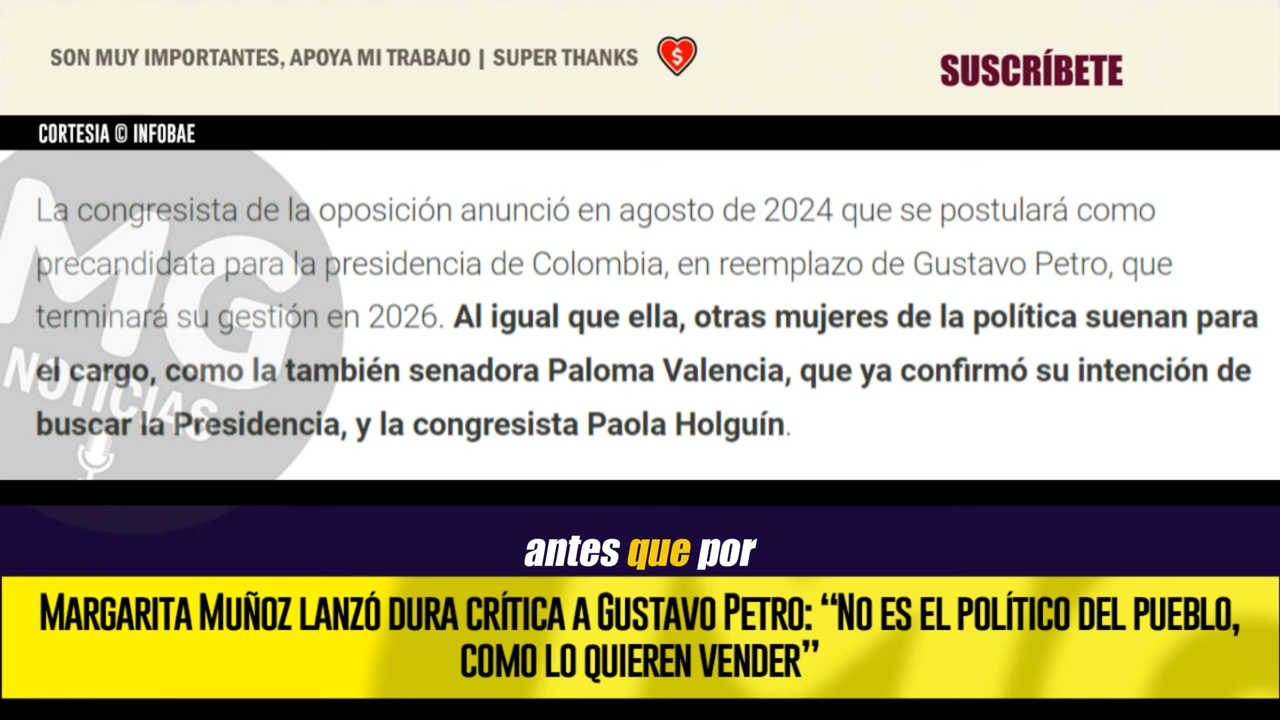 SON MUY IMPORTANTES, APOYA MI TRABAJO | SUPER THANKS $
SUSCRÍBETE
CORTESIA © INFOBAE
La congresista de la oposición anunció en agosto de 2024 que se postulará como
precandidata para la presidencia de Colombia, en reemplazo de Gustavo Petro, que
terminará su gestión en 2026. Al igual que ella, otras mujeres de la política suenan para
el cargo, como la también senadora Paloma Valencia, que ya confirmó su intención de
buscar la Presidencia, y la congresista Paola Holguín.
MG
NOTICIAS
antes que por
MARGARITA MUÑOZ LANZÓ DURA CRÍTICA A GUSTAVO PETRO: “NO ES EL POLÍTICO DEL PUEBLO,
COMO LO QUIEREN VENDER”